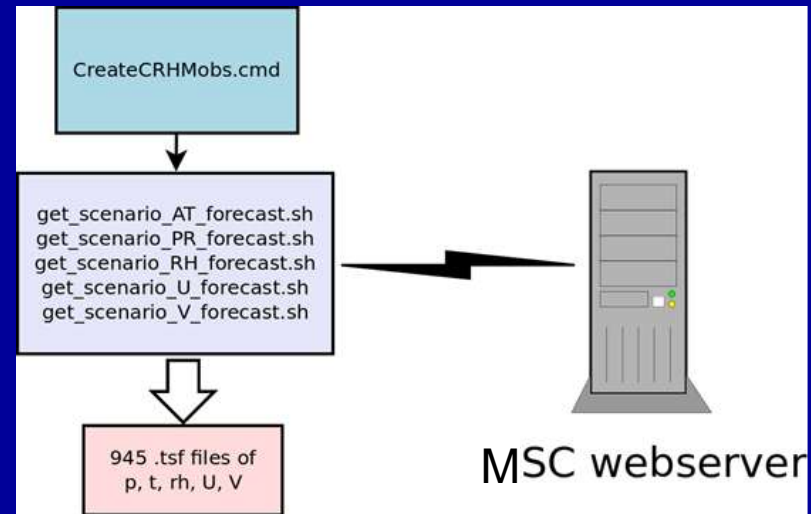 CreateCRHMobs.cmd
get_scenario_AT_forecast.sh
get_scenario_PR_forecast.sh
get_scenario_RH_forecast.sh
get_scenario_U_forecast.sh
get_scenario_V_forecast.sh
945 .tsf files of
p, t, rh, U, V
MSC webserver